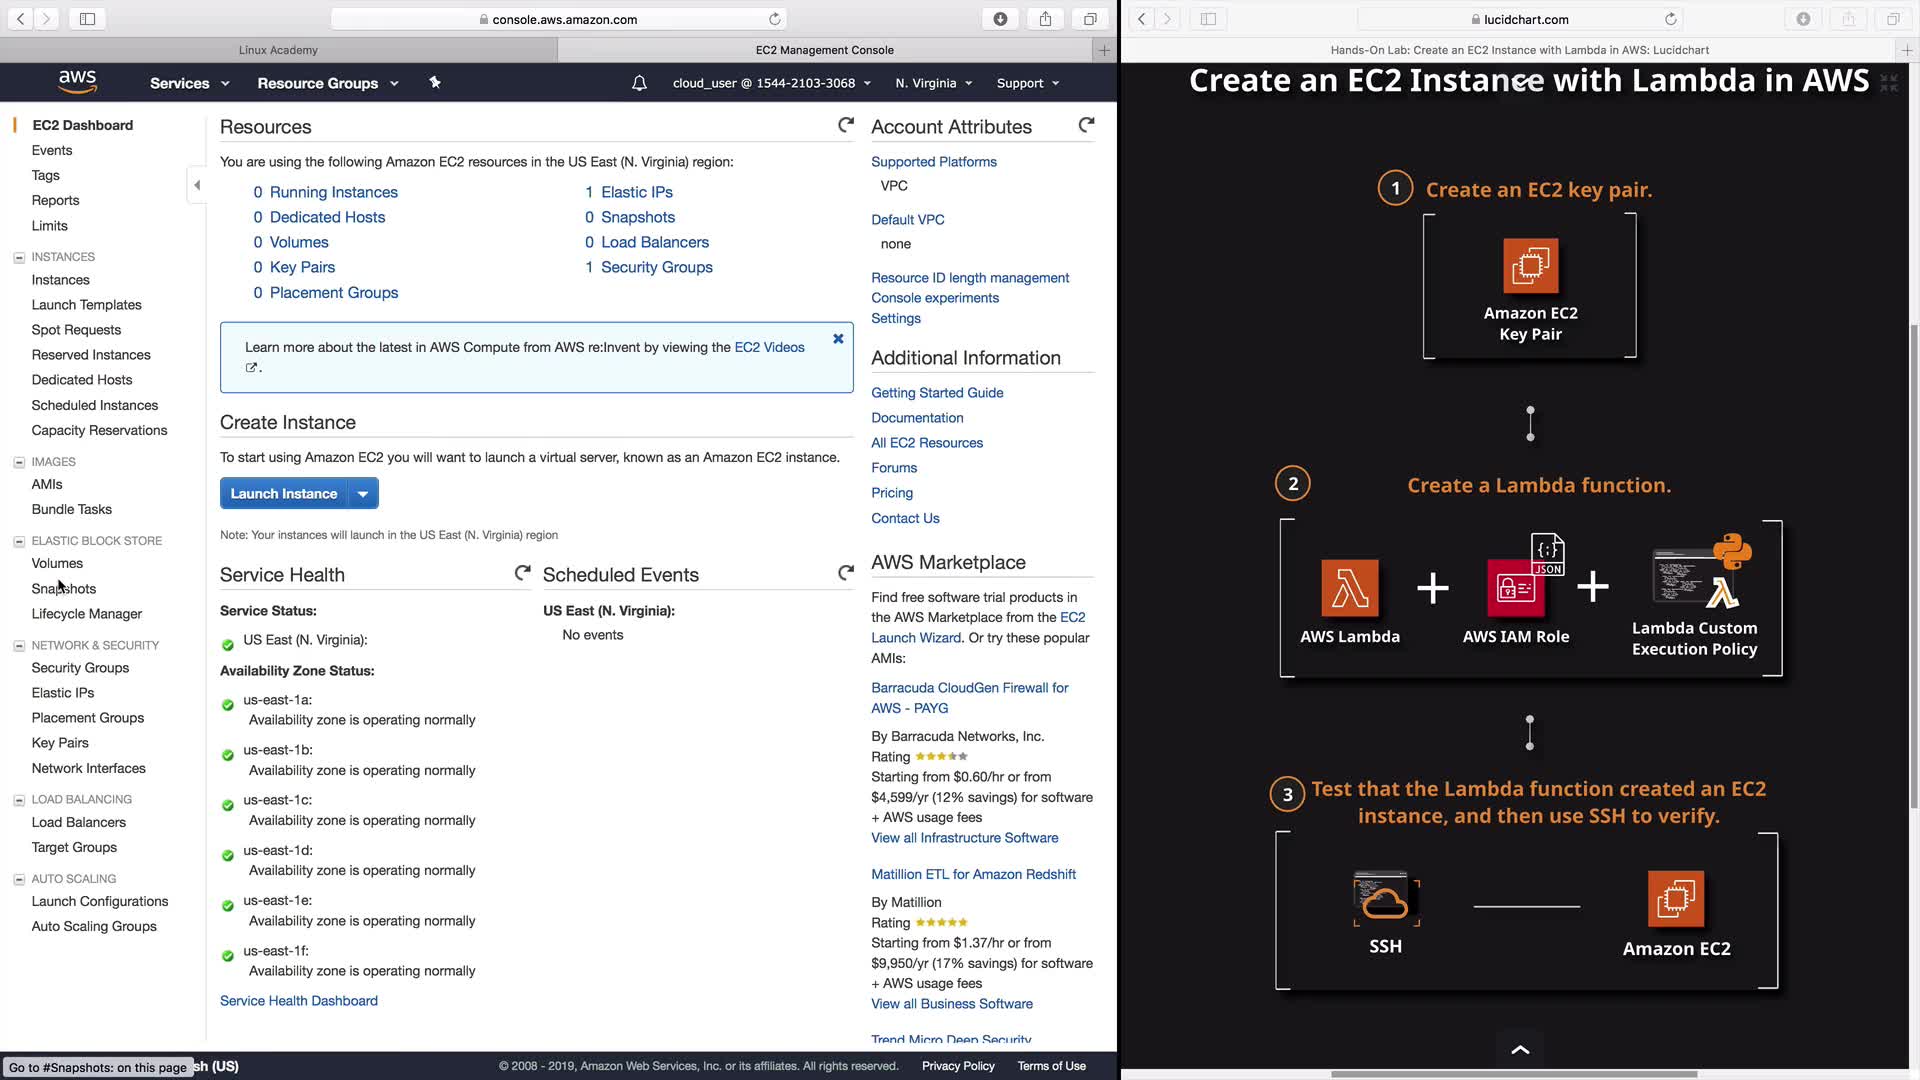 console.aws.amazon.com
Linux Academy
EC2 Management Console
aws
Services
Resource Groups
cloud_user @ 1544-2103-3068
N. Virginia
Support
EC2 Dashboard
Events
Tags
Reports
Limits
INSTANCES
Instances
Launch Templates
Spot Requests
Reserved Instances
Dedicated Hosts
Scheduled Instances
Capacity Reservations
IMAGES
AMIs
Bundle Tasks
ELASTIC BLOCK STORE
Volumes
Snapshots
Lifecycle Manager
NETWORK & SECURITY
Security Groups
Elastic IPs
Placement Groups
Key Pairs
Network Interfaces
LOAD BALANCING
Load Balancers
Target Groups
AUTO SCALING
Launch Configurations
Auto Scaling Groups
Resources
You are using the following Amazon EC2 resources in the US East (N. Virginia) region:
0 Running Instances
0 Dedicated Hosts
0 Volumes
0 Key Pairs
0 Placement Groups
1 Elastic IPs
0 Snapshots
0 Load Balancers
1 Security Groups
Learn more about the latest in AWS Compute from AWS re:Invent by viewing the EC2 Videos
.
Create Instance
To start using Amazon EC2 you will want to launch a virtual server, known as an Amazon EC2 instance.
Launch Instance
Note: Your instances will launch in the US East (N. Virginia) region
Service Health
Service Status:
US East (N. Virginia):
Availability Zone Status:
us-east-1a:
Availability zone is operating normally
us-east-1b:
Availability zone is operating normally
us-east-1c:
Availability zone is operating normally
us-east-1d:
Availability zone is operating normally
us-east-1e:
Availability zone is operating normally
us-east-1f:
Availability zone is operating normally
Service Health Dashboard
Scheduled Events
US East (N. Virginia):
No events
Account Attributes
Supported Platforms
VPC
Default VPC
none
Resource ID length management
Console experiments
Settings
Additional Information
Getting Started Guide
Documentation
All EC2 Resources
Forums
Pricing
Contact Us
AWS Marketplace
Find free software trial products in
the AWS Marketplace from the EC2
Launch Wizard. Or try these popular
AMIs:
Barracuda CloudGen Firewall for
AWS - PAYG
By Barracuda Networks, Inc.
Rating
Starting from $0.60/hr or from
$4,599/yr (12% savings) for software
+ AWS usage fees
View all Infrastructure Software
Matillion ETL for Amazon Redshift
By Matillion
Rating
Starting from $1.37/hr or from
$9,950/yr (17% savings) for software
+ AWS usage fees
View all Business Software
Trend Micro Deep Security
Go to #Snapshots: on this page
sh (US)
© 2008 - 2019, Amazon Web Services, Inc. or its affiliates. All rights reserved.
Privacy Policy
Terms of Use
lucidchart.com
Hands-On Lab: Create an EC2 Instance with Lambda in AWS: Lucidchart
Create an EC2 Instance with Lambda in AWS
1 Create an EC2 key pair.
Amazon EC2
Key Pair
2 Create a Lambda function.
AWS Lambda
+
JSON
AWS IAM Role
+
Lambda Custom
Execution Policy
3 Test that the Lambda function created an EC2
instance, and then use SSH to verify.
SSH
Amazon EC2